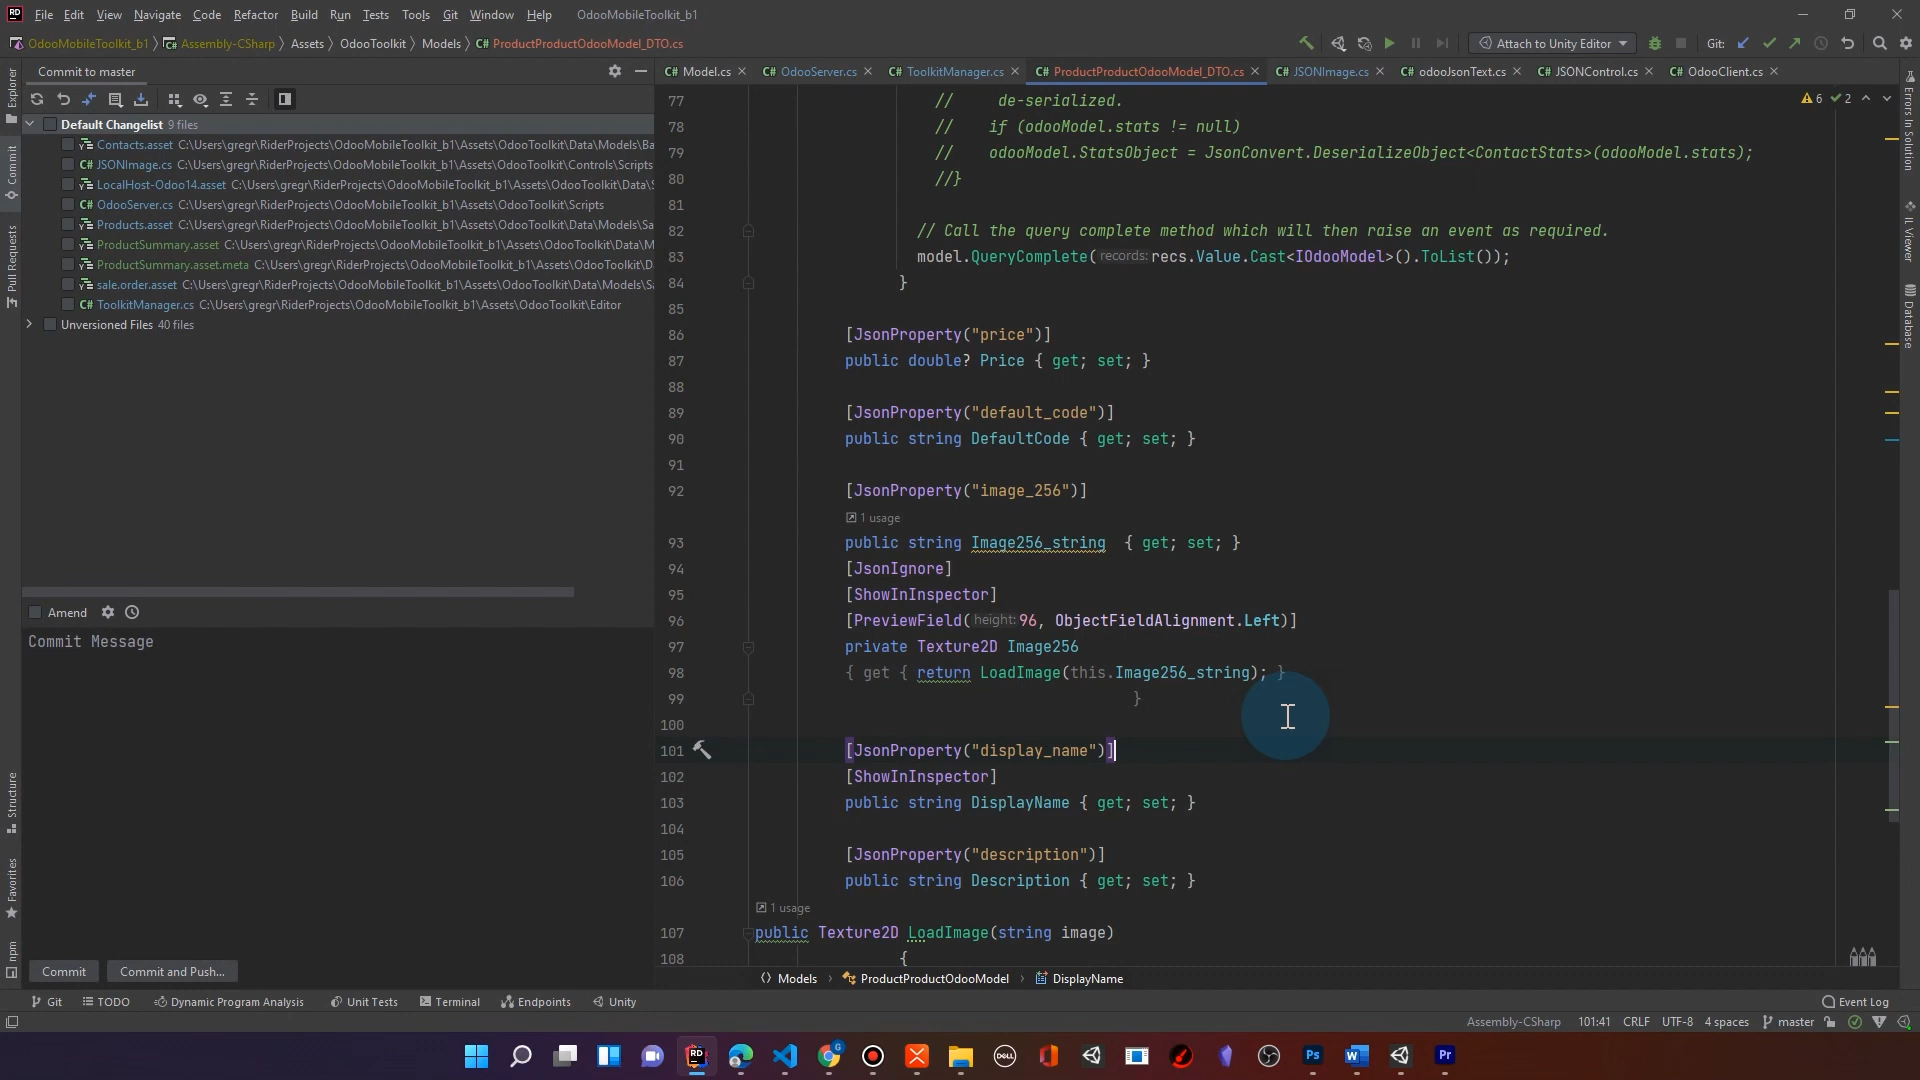 File Edit View Navigate Code Refactor Build Run Tests Tools Git Window Help OdooMobileToolkit_b1
OdooMobileToolkit_b1 Assembly-CSharp Assets OdooToolkit Models C# ProductProductOdooModel_DTO.cs
Attach to Unity Editor Git:
Commit to master
C# Model.cs C# OdooServer.cs C# ToolkitManager.cs C# ProductProductOdooModel_DTO.cs C# JSONImage.cs C# odooJsonText.cs C# JSONControl.cs C# OdooClient.cs
Explorer
Commit
Pull Requests
Structure
Favorites
npm
Default Changelist 9 files
Contacts.asset C:\Users\gregr\RiderProjects\OdooMobileToolkit_b1\Assets\OdooToolkit\Data\Models\Ba
C# JSONImage.cs C:\Users\gregr\RiderProjects\OdooMobileToolkit_b1\Assets\OdooToolkit\Controls\Scripts
LocalHost-Odoo14.asset C:\Users\gregr\RiderProjects\OdooMobileToolkit_b1\Assets\OdooToolkit\Data\S
C# OdooServer.cs C:\Users\gregr\RiderProjects\OdooMobileToolkit_b1\Assets\OdooToolkit\Scripts
Products.asset C:\Users\gregr\RiderProjects\OdooMobileToolkit_b1\Assets\OdooToolkit\Data\Models\Sa
ProductSummary.asset C:\Users\gregr\RiderProjects\OdooMobileToolkit_b1\Assets\OdooToolkit\Data\M
ProductSummary.asset.meta C:\Users\gregr\RiderProjects\OdooMobileToolkit_b1\Assets\OdooToolkit\D
sale.order.asset C:\Users\gregr\RiderProjects\OdooMobileToolkit_b1\Assets\OdooToolkit\Data\Models\Sa
C# ToolkitManager.cs C:\Users\gregr\RiderProjects\OdooMobileToolkit_b1\Assets\OdooToolkit\Editor
Unversioned Files 40 files
Amend
Commit Message
Commit Commit and Push...
6 2
77 // de-serialized.
78 // if (odooModel.stats != null)
79 // odooModel.StatsObject = JsonConvert.DeserializeObject<ContactStats>(odooModel.stats);
80 //}
81
82 // Call the query complete method which will then raise an event as required.
83 model.QueryComplete( records: recs.Value.Cast<IOdooModel>().ToList());
84 }
85
86 [JsonProperty("price")]
87 public double? Price { get; set; }
88
89 [JsonProperty("default_code")]
90 public string DefaultCode { get; set; }
91
92 [JsonProperty("image_256")]
1 usage
93 public string Image256_string { get; set; }
94 [JsonIgnore]
95 [ShowInInspector]
96 [PreviewField( height: 96, ObjectFieldAlignment.Left)]
97 private Texture2D Image256
98 { get { return LoadImage(this.Image256_string); }
99 }
100
101 [JsonProperty("display_name")]
102 [ShowInInspector]
103 public string DisplayName { get; set; }
104
105 [JsonProperty("description")]
106 public string Description { get; set; }
1 usage
107 public Texture2D LoadImage(string image)
108 {
Models ProductProductOdooModel DisplayName
Errors In Solution
IL Viewer
Database
Git TODO Dynamic Program Analysis Unit Tests Terminal Endpoints Unity Event Log
Assembly-CSharp 101:41 CRLF UTF-8 4 spaces master